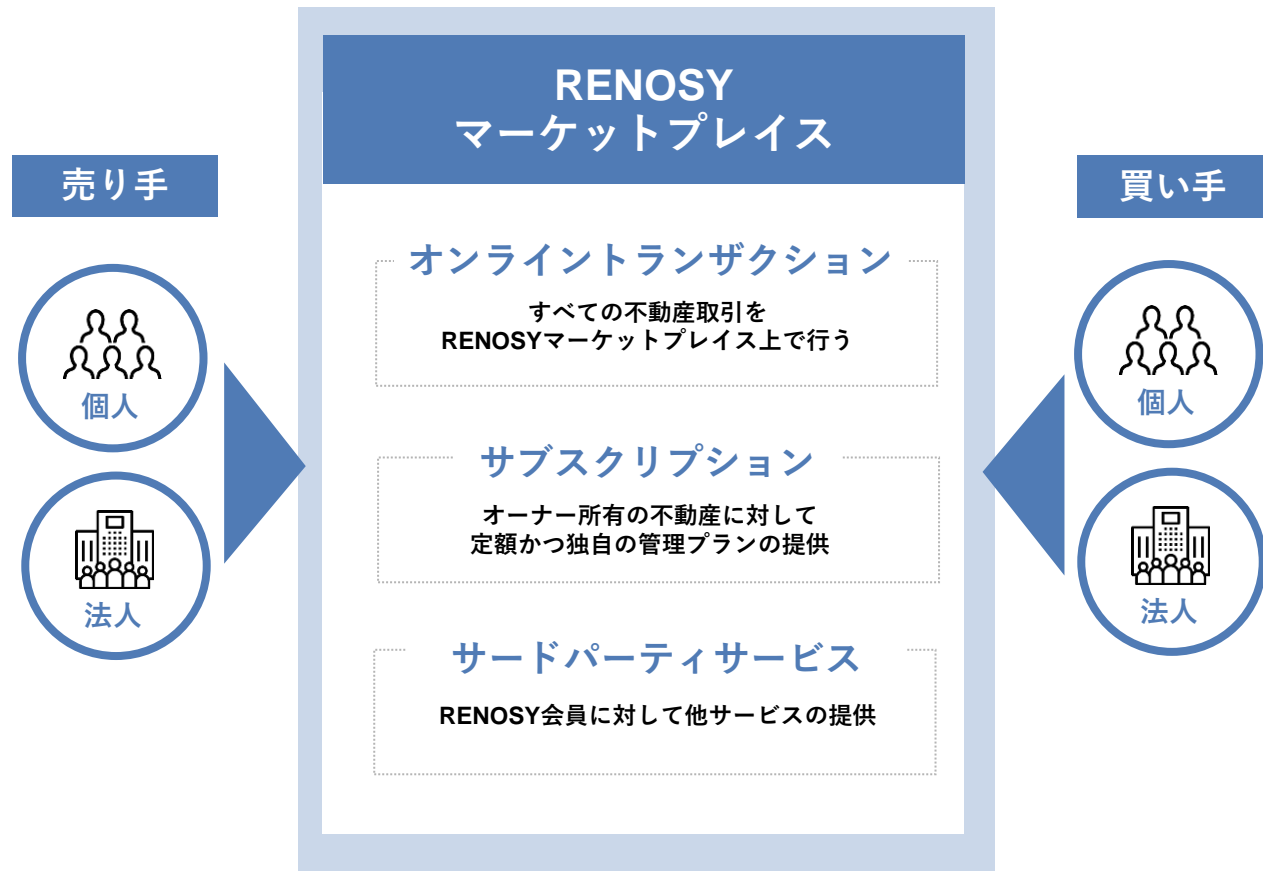 RENOSY
マーケットプレイス
売り手
個人
法人
オンライントランザクション
すべての不動産取引を
RENOSYマーケットプレイス上で行う
サブスクリプション
オーナー所有の不動産に対して
定額かつ独自の管理プランの提供
サードパーティサービス
RENOSY会員に対して他サービスの提供
買い手
個人
法人